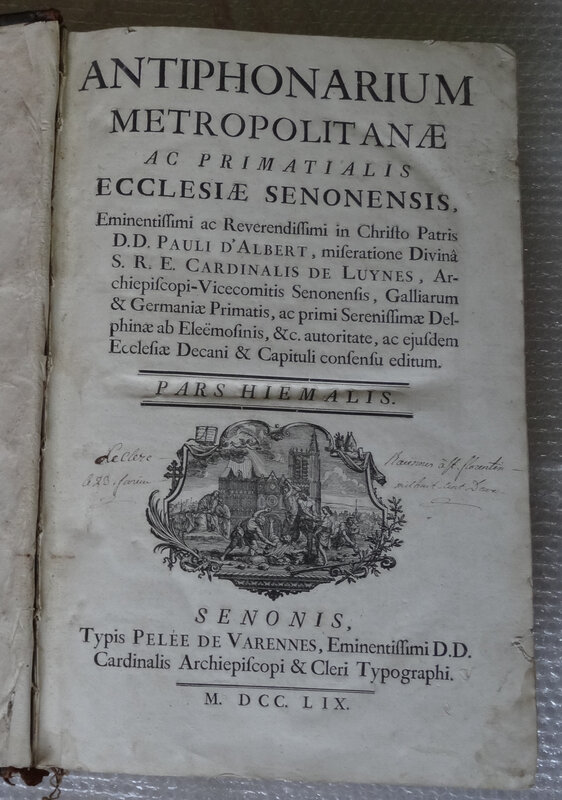 ANTIPHONARIUM
METROPOLITANÆ
AC PRIMATIALIS
ECCLESIÆ SENONENSIS,
Eminentiſſimi ac Reverendiſſimi in Chriſto Patris
D.D. PAULI D'ALBERT, miſeratione Divinâ
S. R. E. CARDINALIS DE LUYNES, Ar-
chiepiſcopi-Vicecomitis Senonenſis, Galliarum
& Germaniæ Primatis, ac primi Sereniſſimæ Del-
phinæ ab Eleëmoſinis, &c. autoritate, ac ejuſdem
Eccleſiæ Decani & Capituli conſenſu editum.
PARS HIEMALIS.
Leclerc
à St. florentin
SENONIS,
Typis PELÉE DE VARENNES, Eminentiſſimi D.D.
Cardinalis Archiepiſcopi & Cleri Typographi.
M. DCC. LIX.